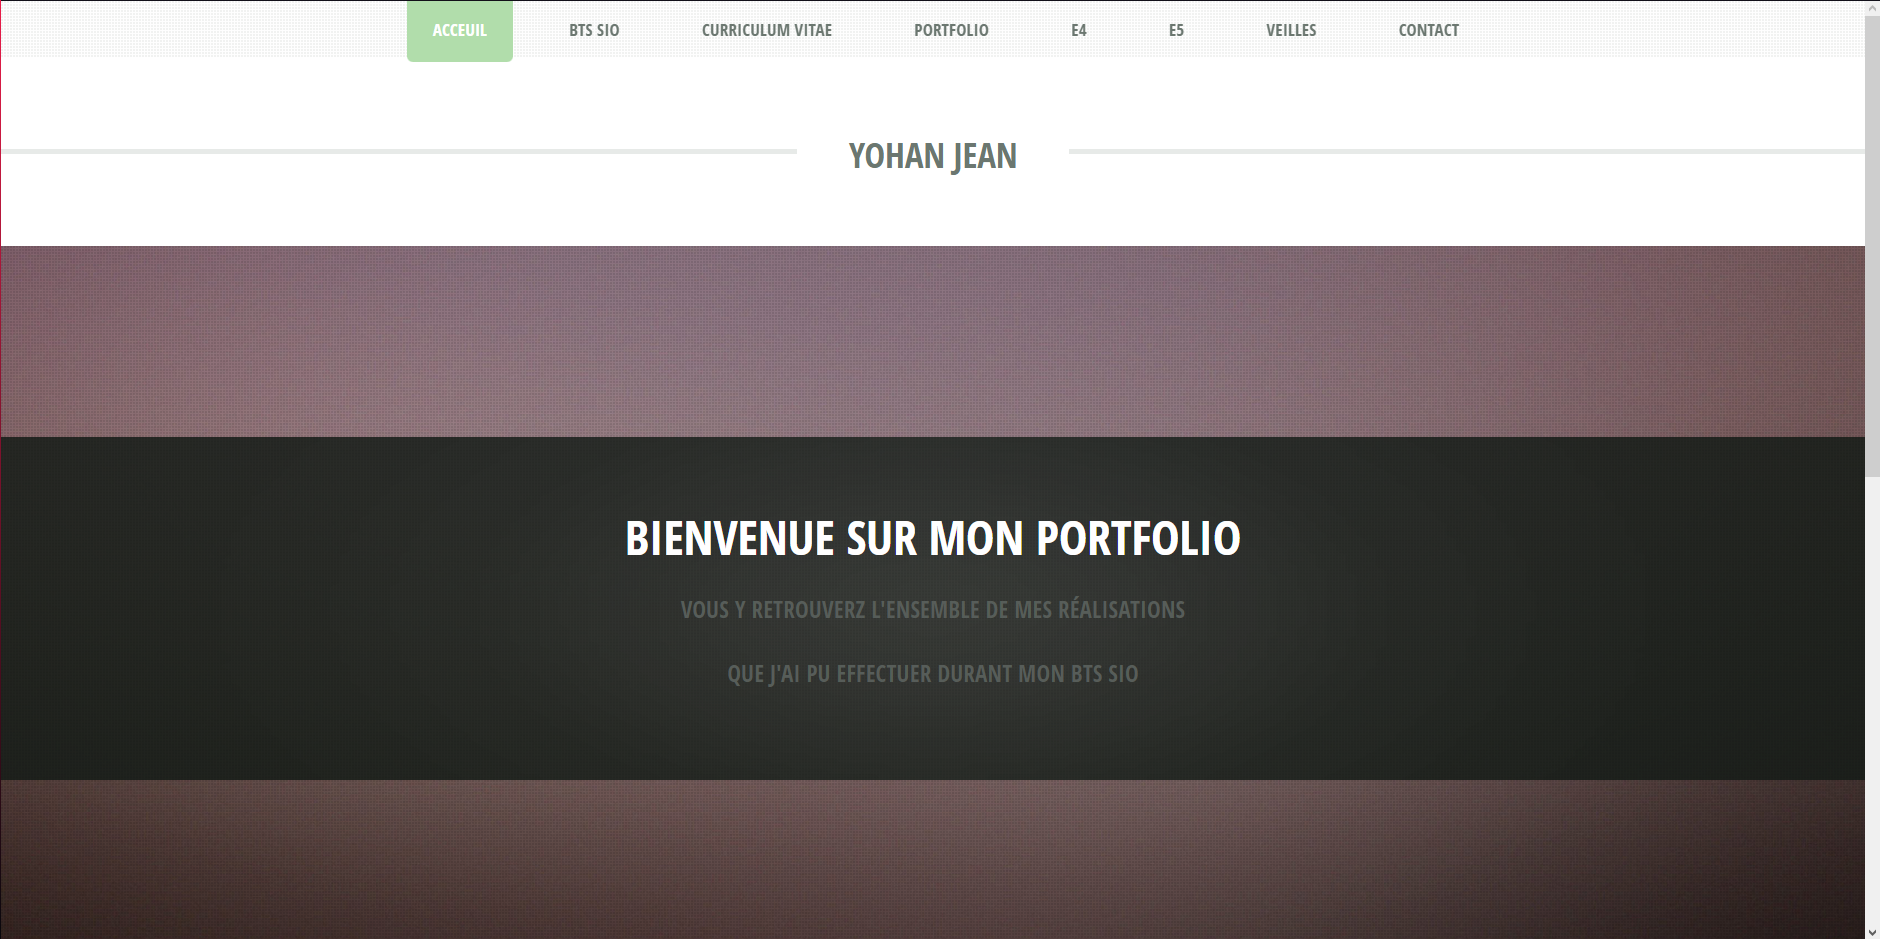 ACCEUIL BTS SIO CURRICULUM VITAE PORTFOLIO E4 E5 VEILLES CONTACT
YOHAN JEAN
BIENVENUE SUR MON PORTFOLIO
VOUS Y RETROUVERZ L'ENSEMBLE DE MES RÉALISATIONS
QUE J'AI PU EFFECTUER DURANT MON BTS SIO